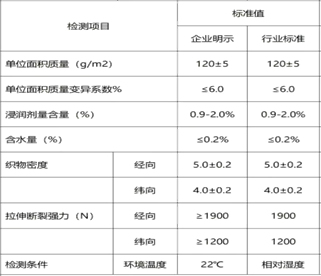 检测项目 标准值
企业明示 行业标准
单位面积质量（g/m2） 120±5 120±5
单位面积质量变异系数% ≤6.0 ≤6.0
浸润剂量含量（%） 0.9-2.0% 0.9-2.0%
含水量（%） ≤0.2% ≤0.2%
织物密度 经向 5.0±0.2 5.0±0.2
纬向 4.0±0.2 4.0±0.2
拉伸断裂强力（N） 经向 ≥1900 1900
纬向 ≥1200 1200
检测条件 环境温度 22℃ 相对湿度